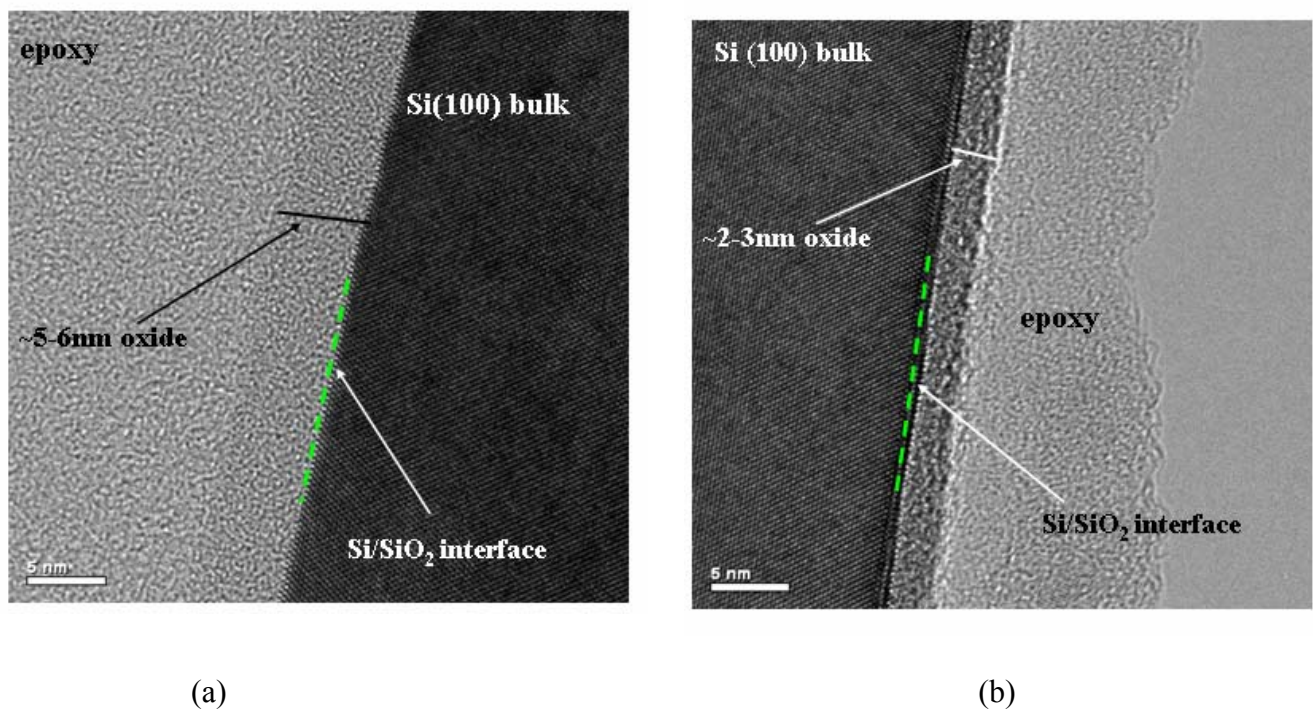 epoxy
Si(100) bulk
~5-6nm oxide
Si/SiO₂ interface
5 nm
Si (100) bulk
~2-3nm oxide
epoxy
Si/SiO₂ interface
5 nm
(a)
(b)